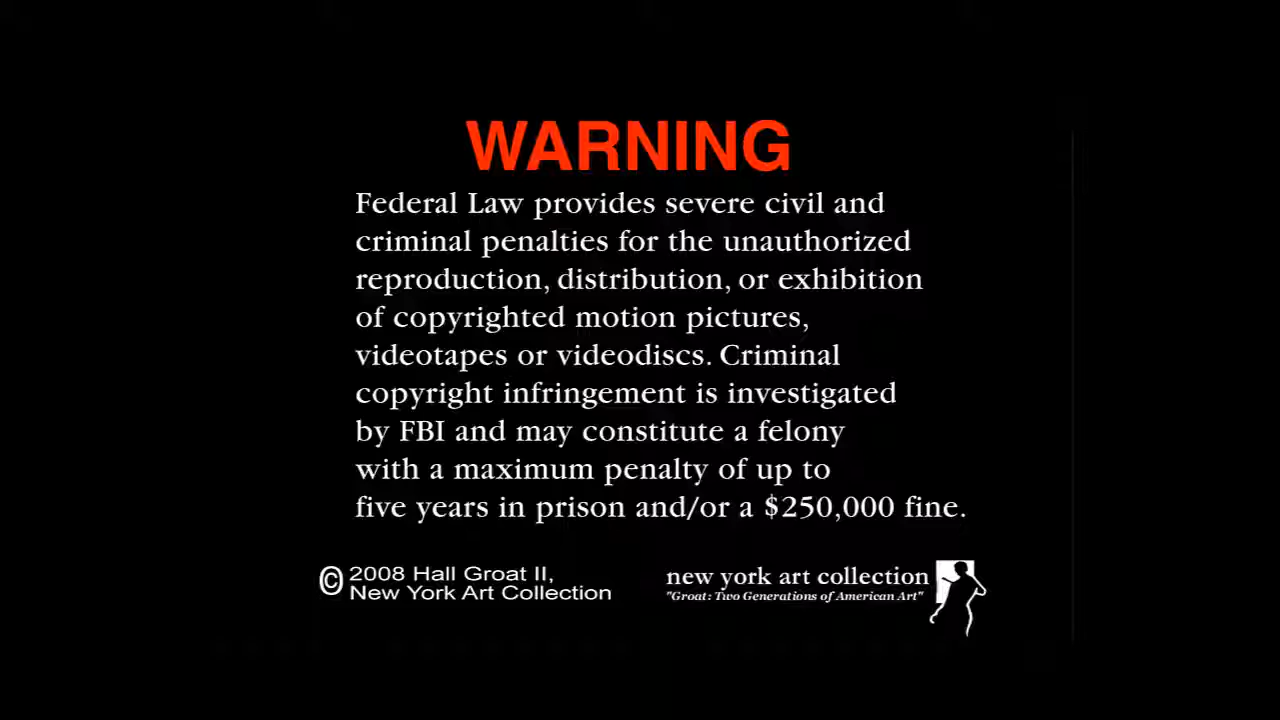 WARNING
Federal Law provides severe civil and
criminal penalties for the unauthorized
reproduction, distribution, or exhibition
of copyrighted motion pictures,
videotapes or videodiscs. Criminal
copyright infringement is investigated
by FBI and may constitute a felony
with a maximum penalty of up to
five years in prison and/or a $250,000 fine.
© 2008 Hall Groat II,
New York Art Collection
new york art collection
"Groat: Two Generations of American Art"